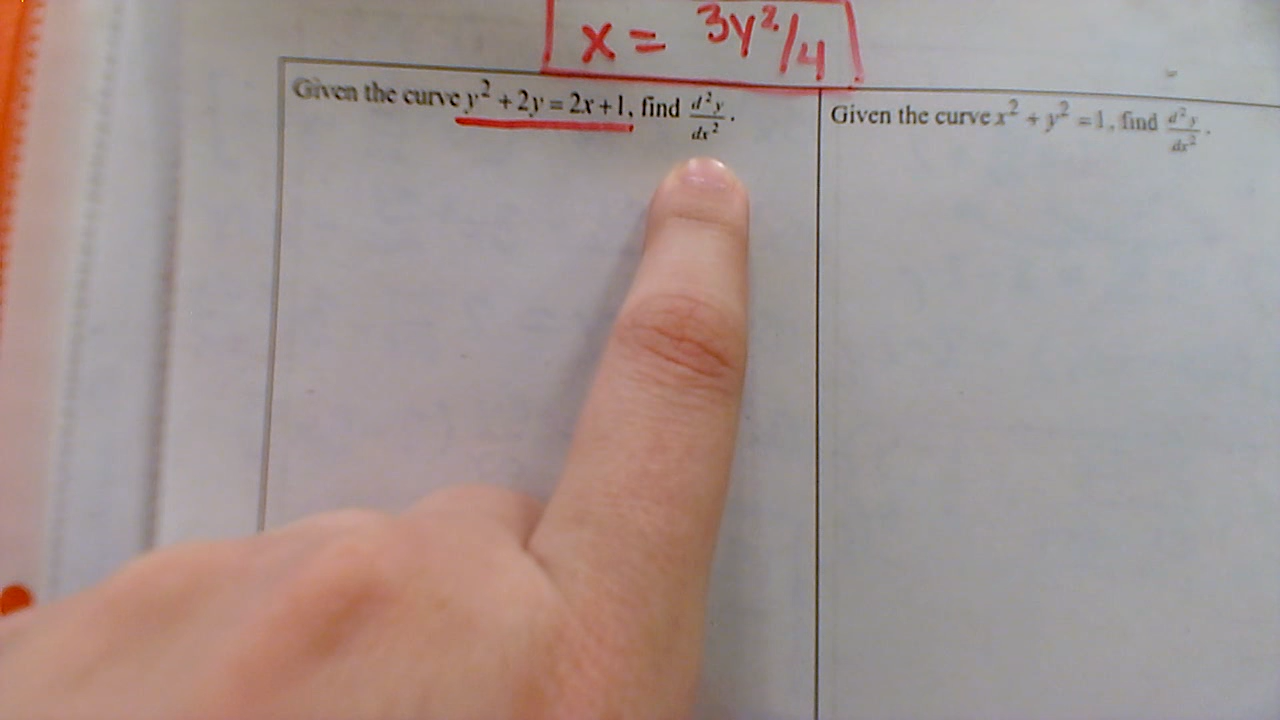 x = 3y²/4
Given the curve y² + 2y = 2x + 1, find d²y/dx².
Given the curve x² + y² = 1, find d²y/dx².